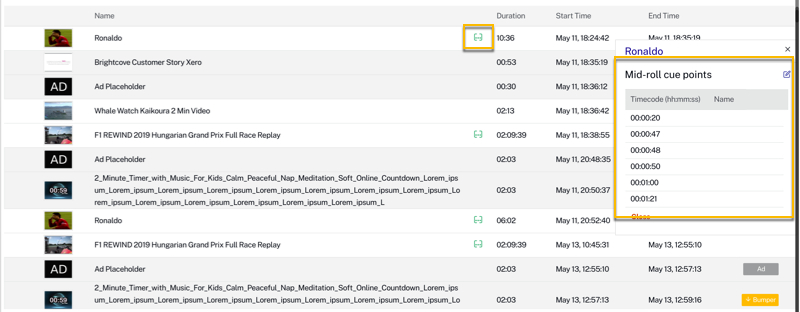 Name Duration Start Time End Time
Ronaldo 10:36 May 11, 18:24:42 May 11, 18:35:19
Ronaldo ×
Brightcove Customer Story Xero 00:53 May 11, 18:35:19
Mid-roll cue points
AD Ad Placeholder 00:30 May 11, 18:36:12
Timecode (hh:mm:ss) Name
Whale Watch Kaikoura 2 Min Video 02:13 May 11, 18:36:42
00:00:20
F1 REWIND 2019 Hungarian Grand Prix Full Race Replay 02:09:39 May 11, 18:38:55
00:00:47
00:00:48
AD Ad Placeholder 02:03 May 11, 20:48:35
00:00:50
2_Minute_Timer_with_Music_For_Kids_Calm_Peaceful_Nap_Meditation_Soft_Online_Countdown_Lorem_ips
00:59 um_Lorem_ipsum_Lorem_ipsum_Lorem_ipsum_Lorem_ipsum_Lorem_ipsum_Lorem_ipsum_Lorem_ipsum_Lo 02:03 May 11, 20:50:37
rem_ipsum_Lorem_ipsum_Lorem_ipsum_Lorem_ipsum_Lorem_ipsum_L
00:01:00
00:01:21
Close
Ronaldo 06:02 May 11, 20:52:40
F1 REWIND 2019 Hungarian Grand Prix Full Race Replay 02:09:39 May 13, 10:45:31 May 13, 12:55:10
AD Ad Placeholder 02:03 May 13, 12:55:10 May 13, 12:57:13 Ad
2_Minute_Timer_with_Music_For_Kids_Calm_Peaceful_Nap_Meditation_Soft_Online_Countdown_Lorem_ips
00:59 um_Lorem_ipsum_Lorem_ipsum_Lorem_ipsum_Lorem_ipsum_Lorem_ipsum_Lorem_ipsum_Lorem_ipsum_Lo 02:03 May 13, 12:57:13 May 13, 12:59:16 Bumper